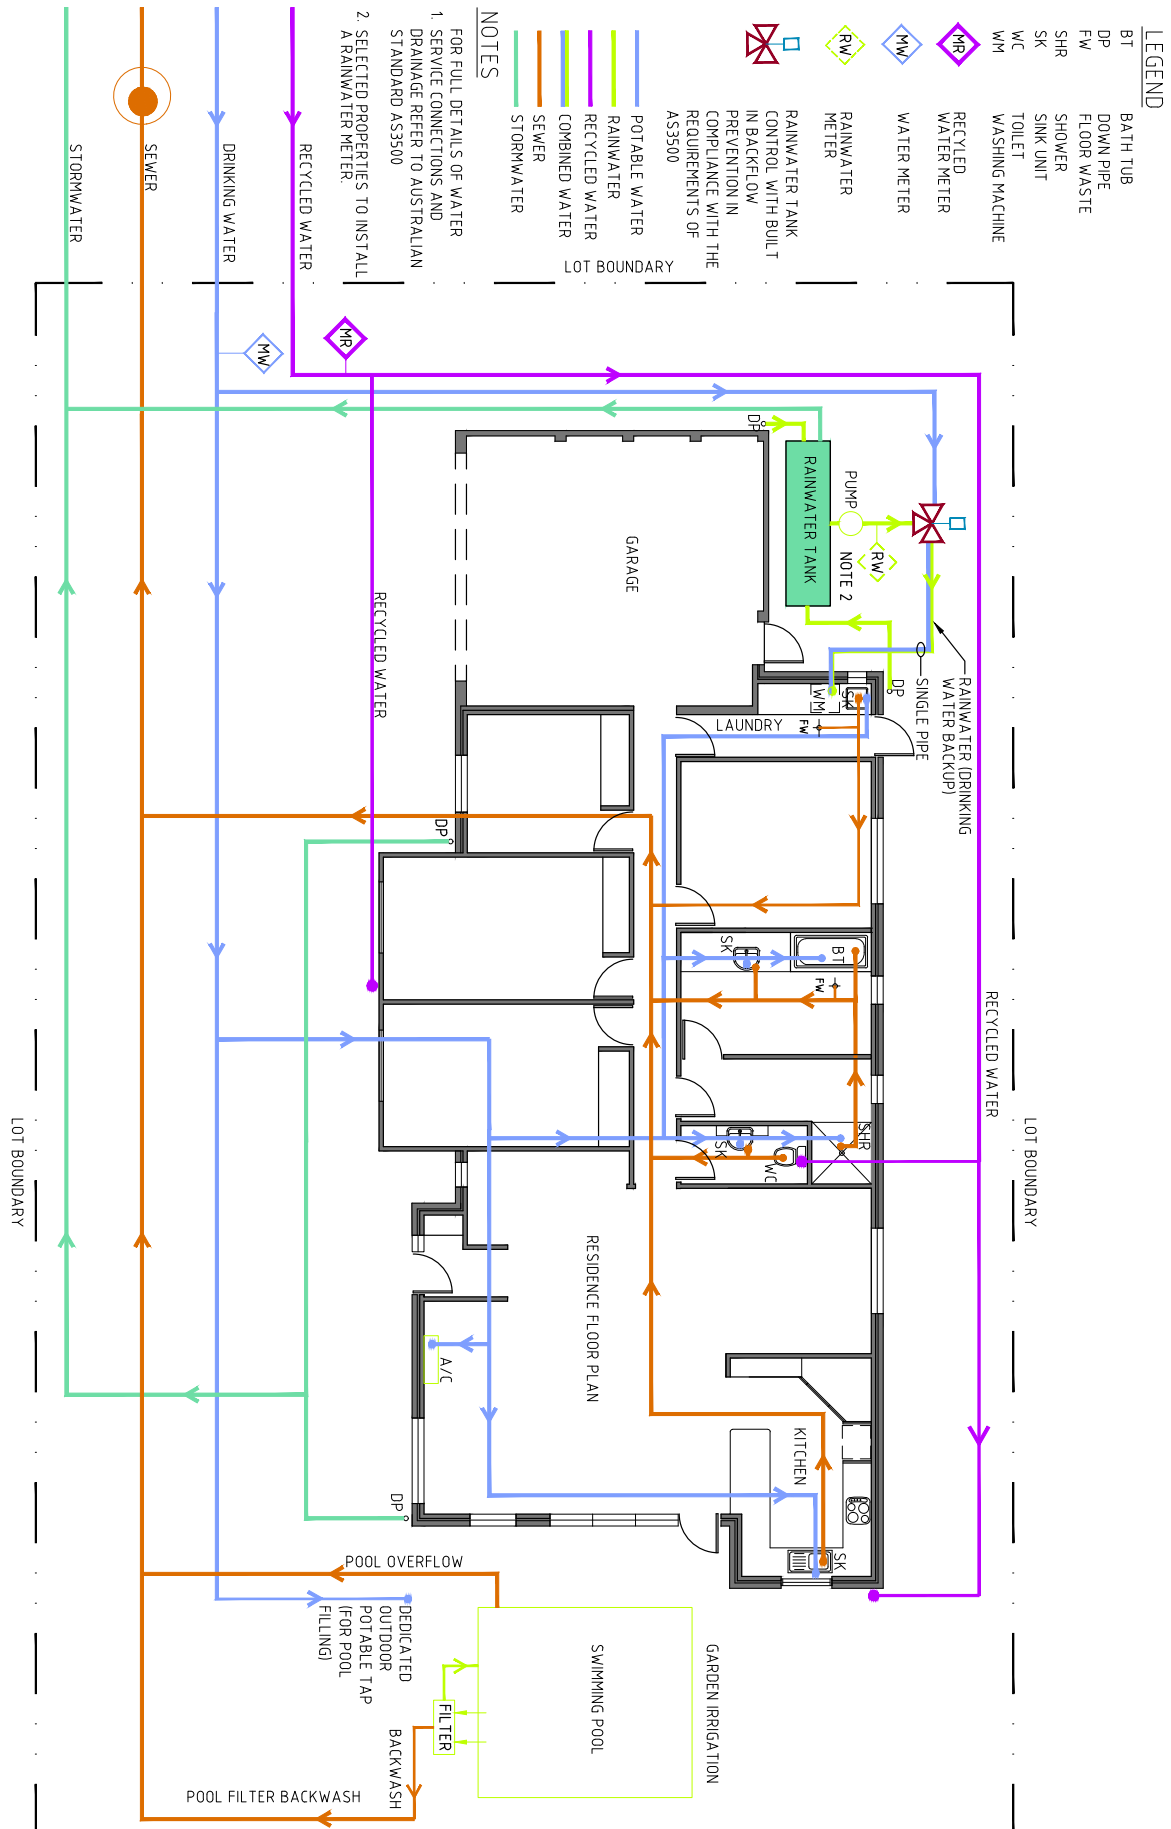 LEGEND
BT BATH TUB
DP DOWN PIPE
FW FLOOR WASTE
SHR SHOWER
SK SINK UNIT
WC TOILET
WM WASHING MACHINE
MR RECYLED
WATER METER
MW WATER METER
RW RAINWATER
METER
RAINWATER TANK
CONTROL WITH BUILT
IN BACKFLOW
PREVENTION IN
COMPLIANCE WITH THE
REQUIREMENTS OF
AS3500
POTABLE WATER
RAINWATER
RECYCLED WATER
COMBINED WATER
SEWER
STORMWATER
NOTES
1. FOR FULL DETAILS OF WATER
SERVICE CONNECTIONS AND
DRAINAGE REFER TO AUSTRALIAN
STANDARD AS3500
2. SELECTED PROPERTIES TO INSTALL
A RAINWATER METER.
RECYCLED WATER
DRINKING WATER
SEWER
STORMWATER
LOT BOUNDARY
MR
MW
DP
RAINWATER TANK
PUMP
RW
NOTE 2
GARAGE
RECYCLED WATER
RAINWATER (DRINKING
WATER BACKUP)
SINGLE PIPE
DP
WM
SK
FW
LAUNDRY
DP
SK
BT
FW
RECYCLED WATER
LOT BOUNDARY
LOT BOUNDARY
SHR
SK
WC
RESIDENCE FLOOR PLAN
A/C
KITCHEN
SK
DP
POOL OVERFLOW
DEDICATED
OUTDOOR
POTABLE TAP
(FOR POOL
FILLING)
SWIMMING POOL
GARDEN IRRIGATION
FILTER
BACKWASH
POOL FILTER BACKWASH